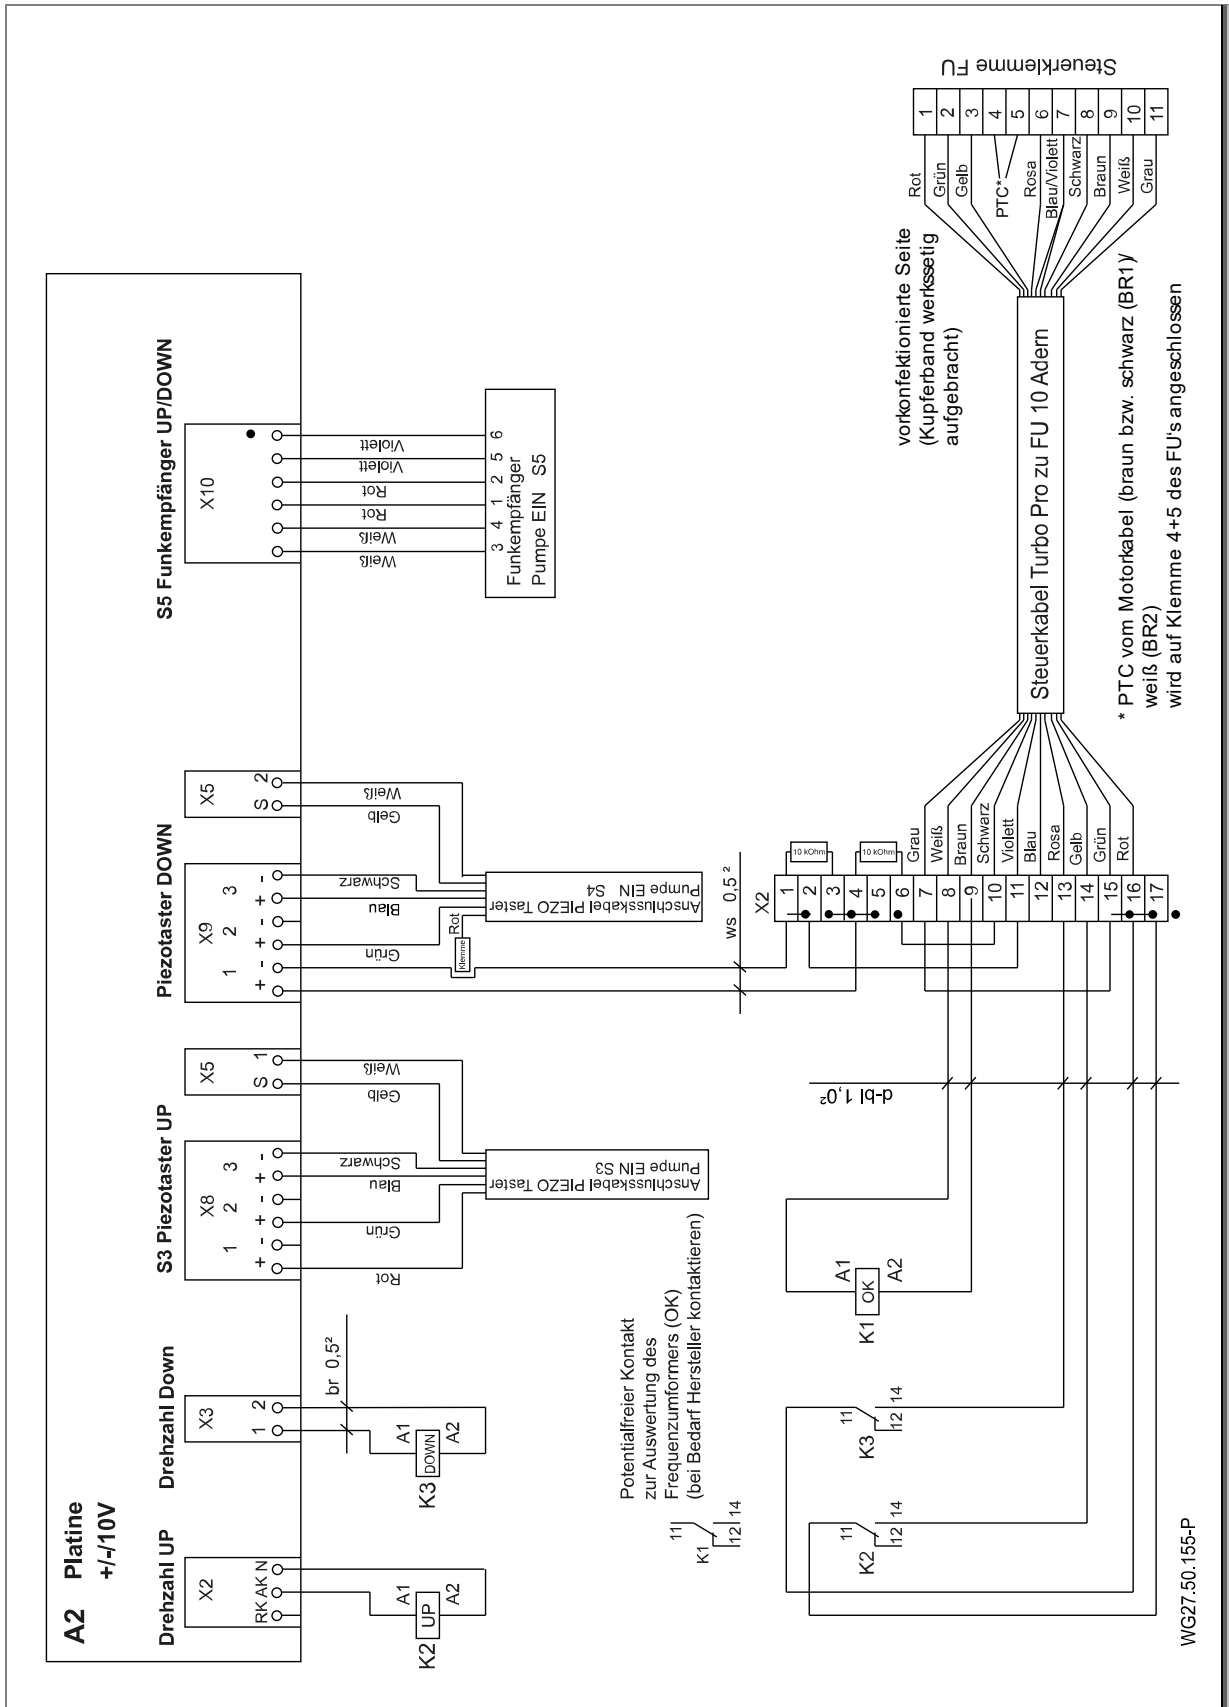 A2 Platine
+/-/10V
Drehzahl UP
Drehzahl Down
S3 Piezotaster UP
Piezotaster DOWN
S5 Funkempfänger UP/DOWN
X2
RK AK N
X3
1 2
X8
1 2 3
+ - + - + -
X5
S 1
X9
1 2 3
+ - + - + -
X5
S 2
X10
br 0,5²
Rot
Grün
Blau
Schwarz
Gelb
Weiß
Grün
Blau
Schwarz
Gelb
Weiß
Weiß
Weiß
Rot
Rot
Violett
Violett
K2
UP
A1
A2
K3
DOWN
A1
A2
Anschlusskabel PIEZO Taster
Pumpe EIN S3
Klemme
Rot
Anschlusskabel PIEZO Taster
Pumpe EIN S4
3 4 1 2 5 6
Funkempfänger
Pumpe EIN S5
K1
11
12 14
Potentialfreier Kontakt
zur Auswertung des
Frequenzumformers (OK)
(bei Bedarf Hersteller kontaktieren)
ws 0,5²
X2
10 kOhm
10 kOhm
1
2
3
4
5
6
7
8
9
10
11
12
13
14
15
16
17
Grau
Weiß
Braun
Schwarz
Violett
Blau
Rosa
Gelb
Grün
Rot
d-bl 1,0²
K1
OK
A1
A2
K3
11
12 14
K2
11
12 14
Steuerkabel Turbo Pro zu FU 10 Adern
vorkonfektionierte Seite
(Kupferband werkssetig
aufgebracht)
Rot
Grün
Gelb
PTC*
Rosa
Blau/Violett
Schwarz
Braun
Weiß
Grau
1
2
3
4
5
6
7
8
9
10
11
Steuerklemme FU
* PTC vom Motorkabel (braun bzw. schwarz (BR1)/
weiß (BR2)
wird auf Klemme 4+5 des FU's angeschlossen
WG27.50.155-P